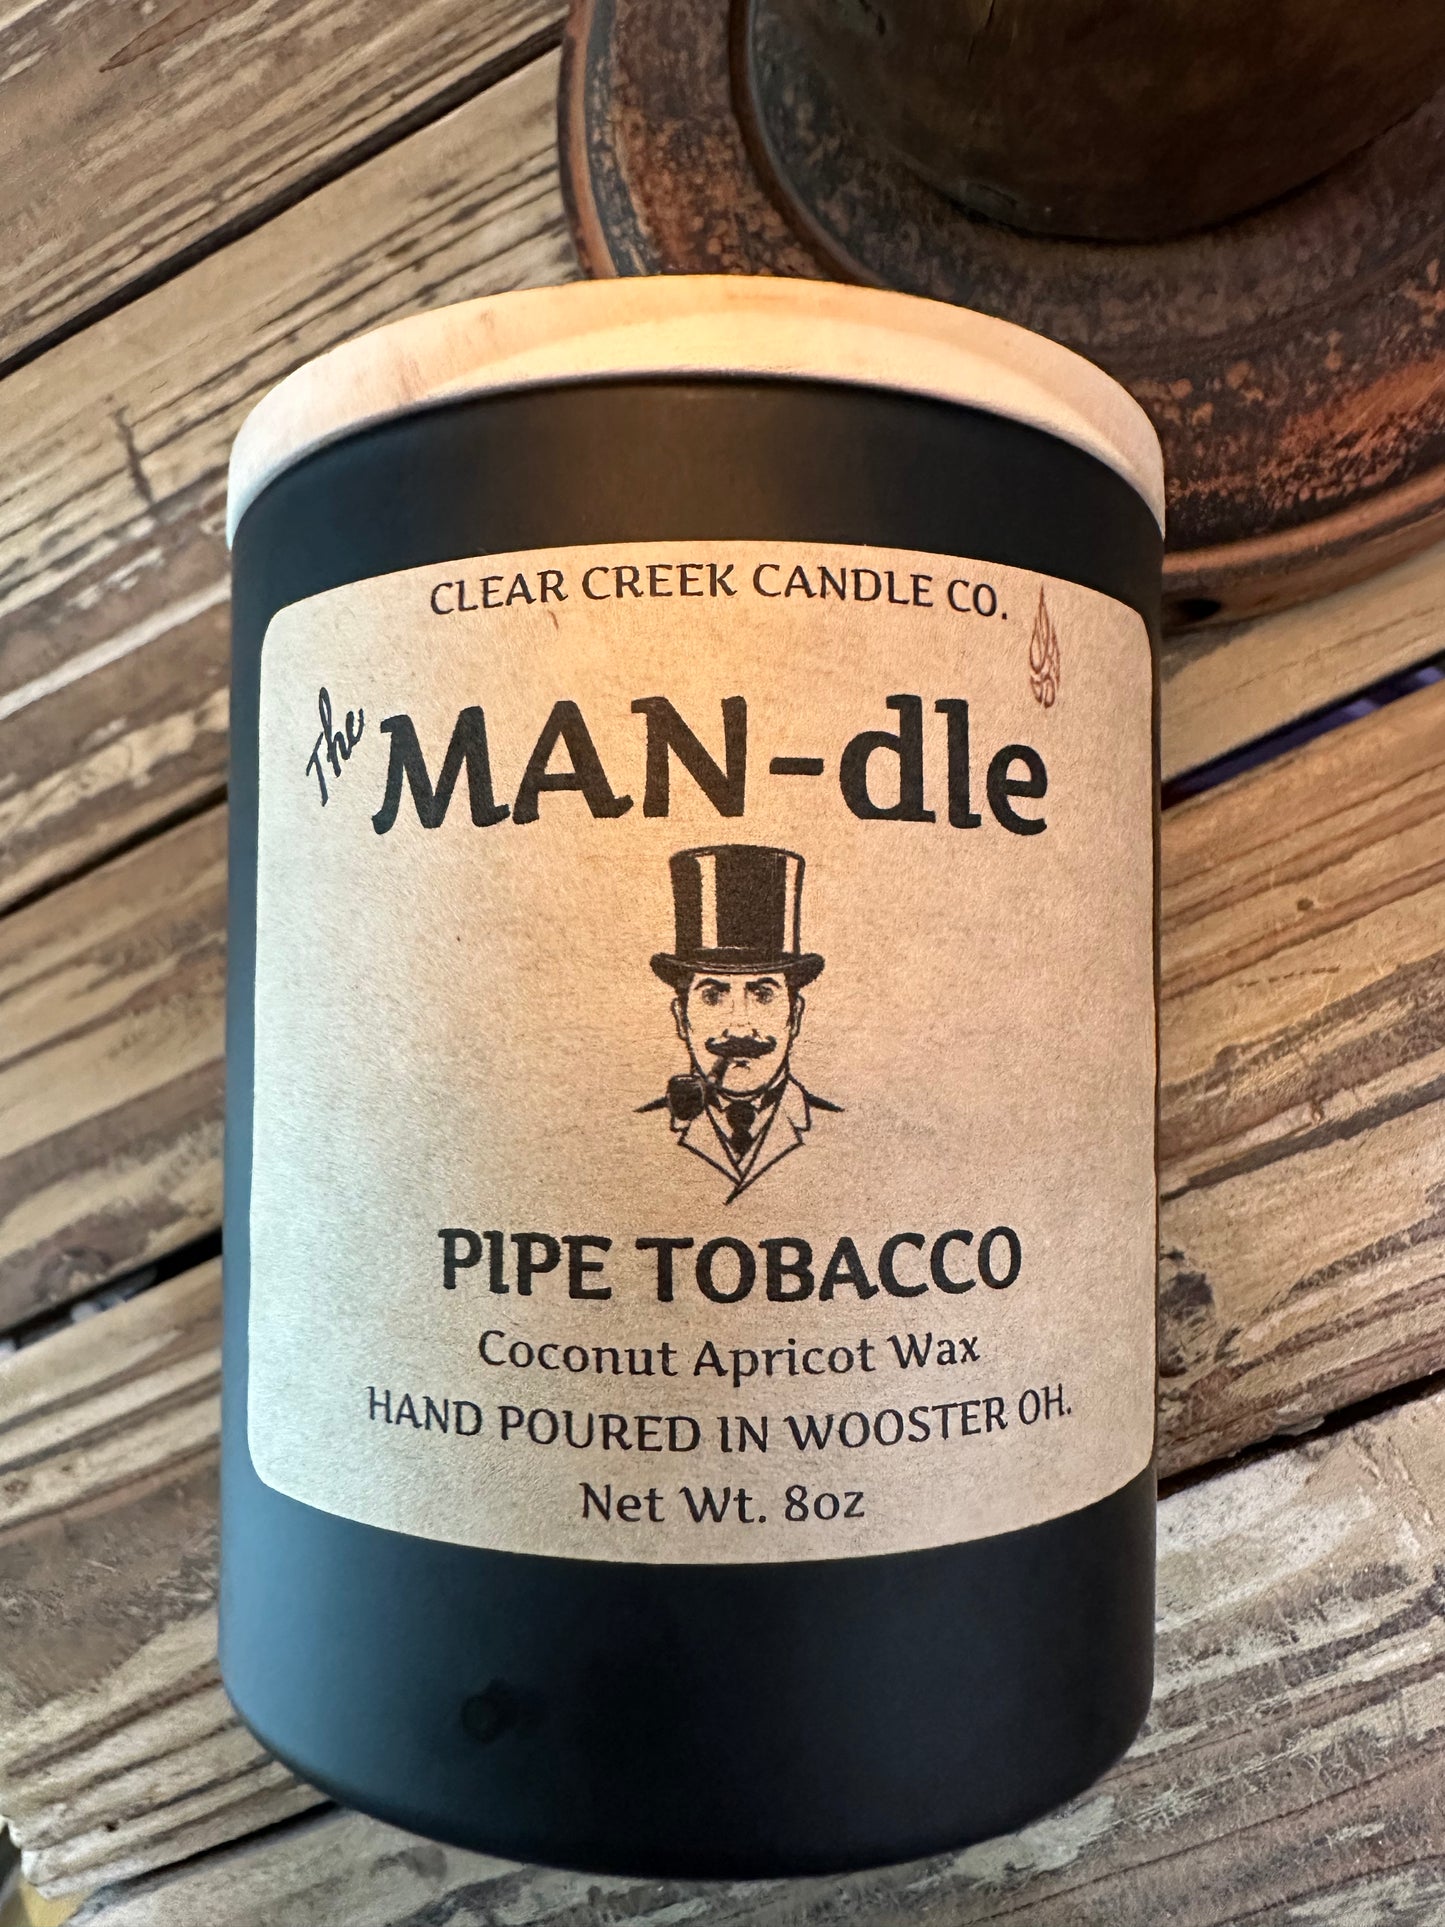 CLEAR CREEK CANDLE CO.
The MAN-dle
PIPE TOBACCO
Coconut Apricot Wax
HAND POURED IN WOOSTER OH.
Net Wt. 8oz